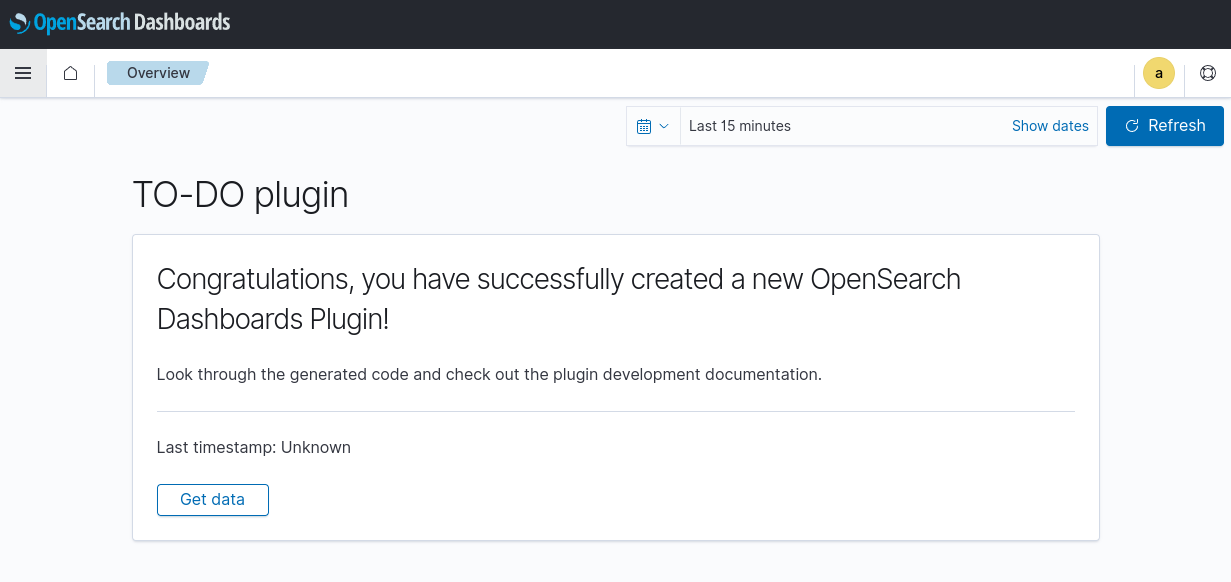 OpenSearch Dashboards
Overview
a
Last 15 minutes
Show dates
Refresh
TO-DO plugin
Congratulations, you have successfully created a new OpenSearch
Dashboards Plugin!
Look through the generated code and check out the plugin development documentation.
Last timestamp: Unknown
Get data